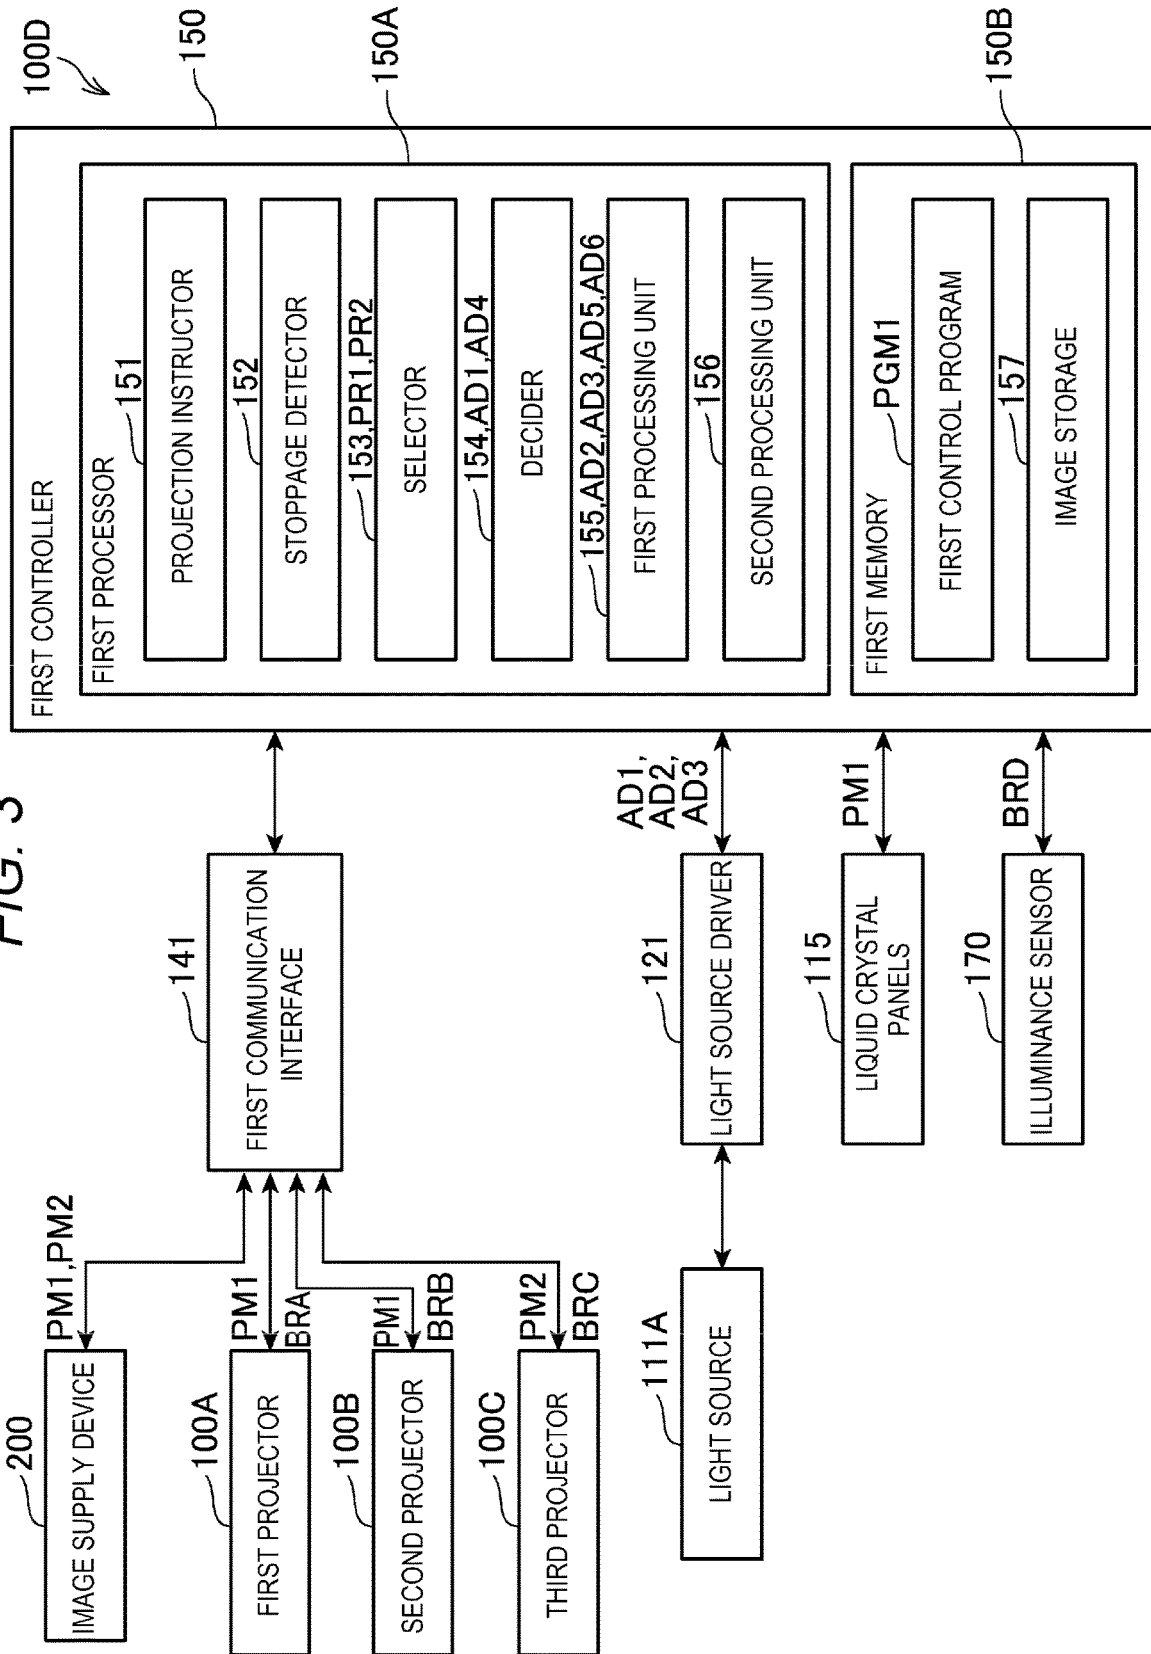 FIG. 3
100D
200
IMAGE SUPPLY DEVICE
PM1,PM2
100A
FIRST PROJECTOR
PM1
BRA
100B
SECOND PROJECTOR
PM1
BRB
100C
THIRD PROJECTOR
PM2
BRC
111A
LIGHT SOURCE
141
FIRST COMMUNICATION
INTERFACE
121
LIGHT SOURCE DRIVER
AD1,
AD2,
AD3
115
LIQUID CRYSTAL
PANELS
PM1
170
ILLUMINANCE SENSOR
BRD
FIRST CONTROLLER
150
FIRST PROCESSOR
150A
151
PROJECTION INSTRUCTOR
152
STOPPAGE DETECTOR
153,PR1,PR2
SELECTOR
154,AD1,AD4
DECIDER
155,AD2,AD3,AD5,AD6
FIRST PROCESSING UNIT
156
SECOND PROCESSING UNIT
FIRST MEMORY
150B
PGM1
FIRST CONTROL PROGRAM
157
IMAGE STORAGE